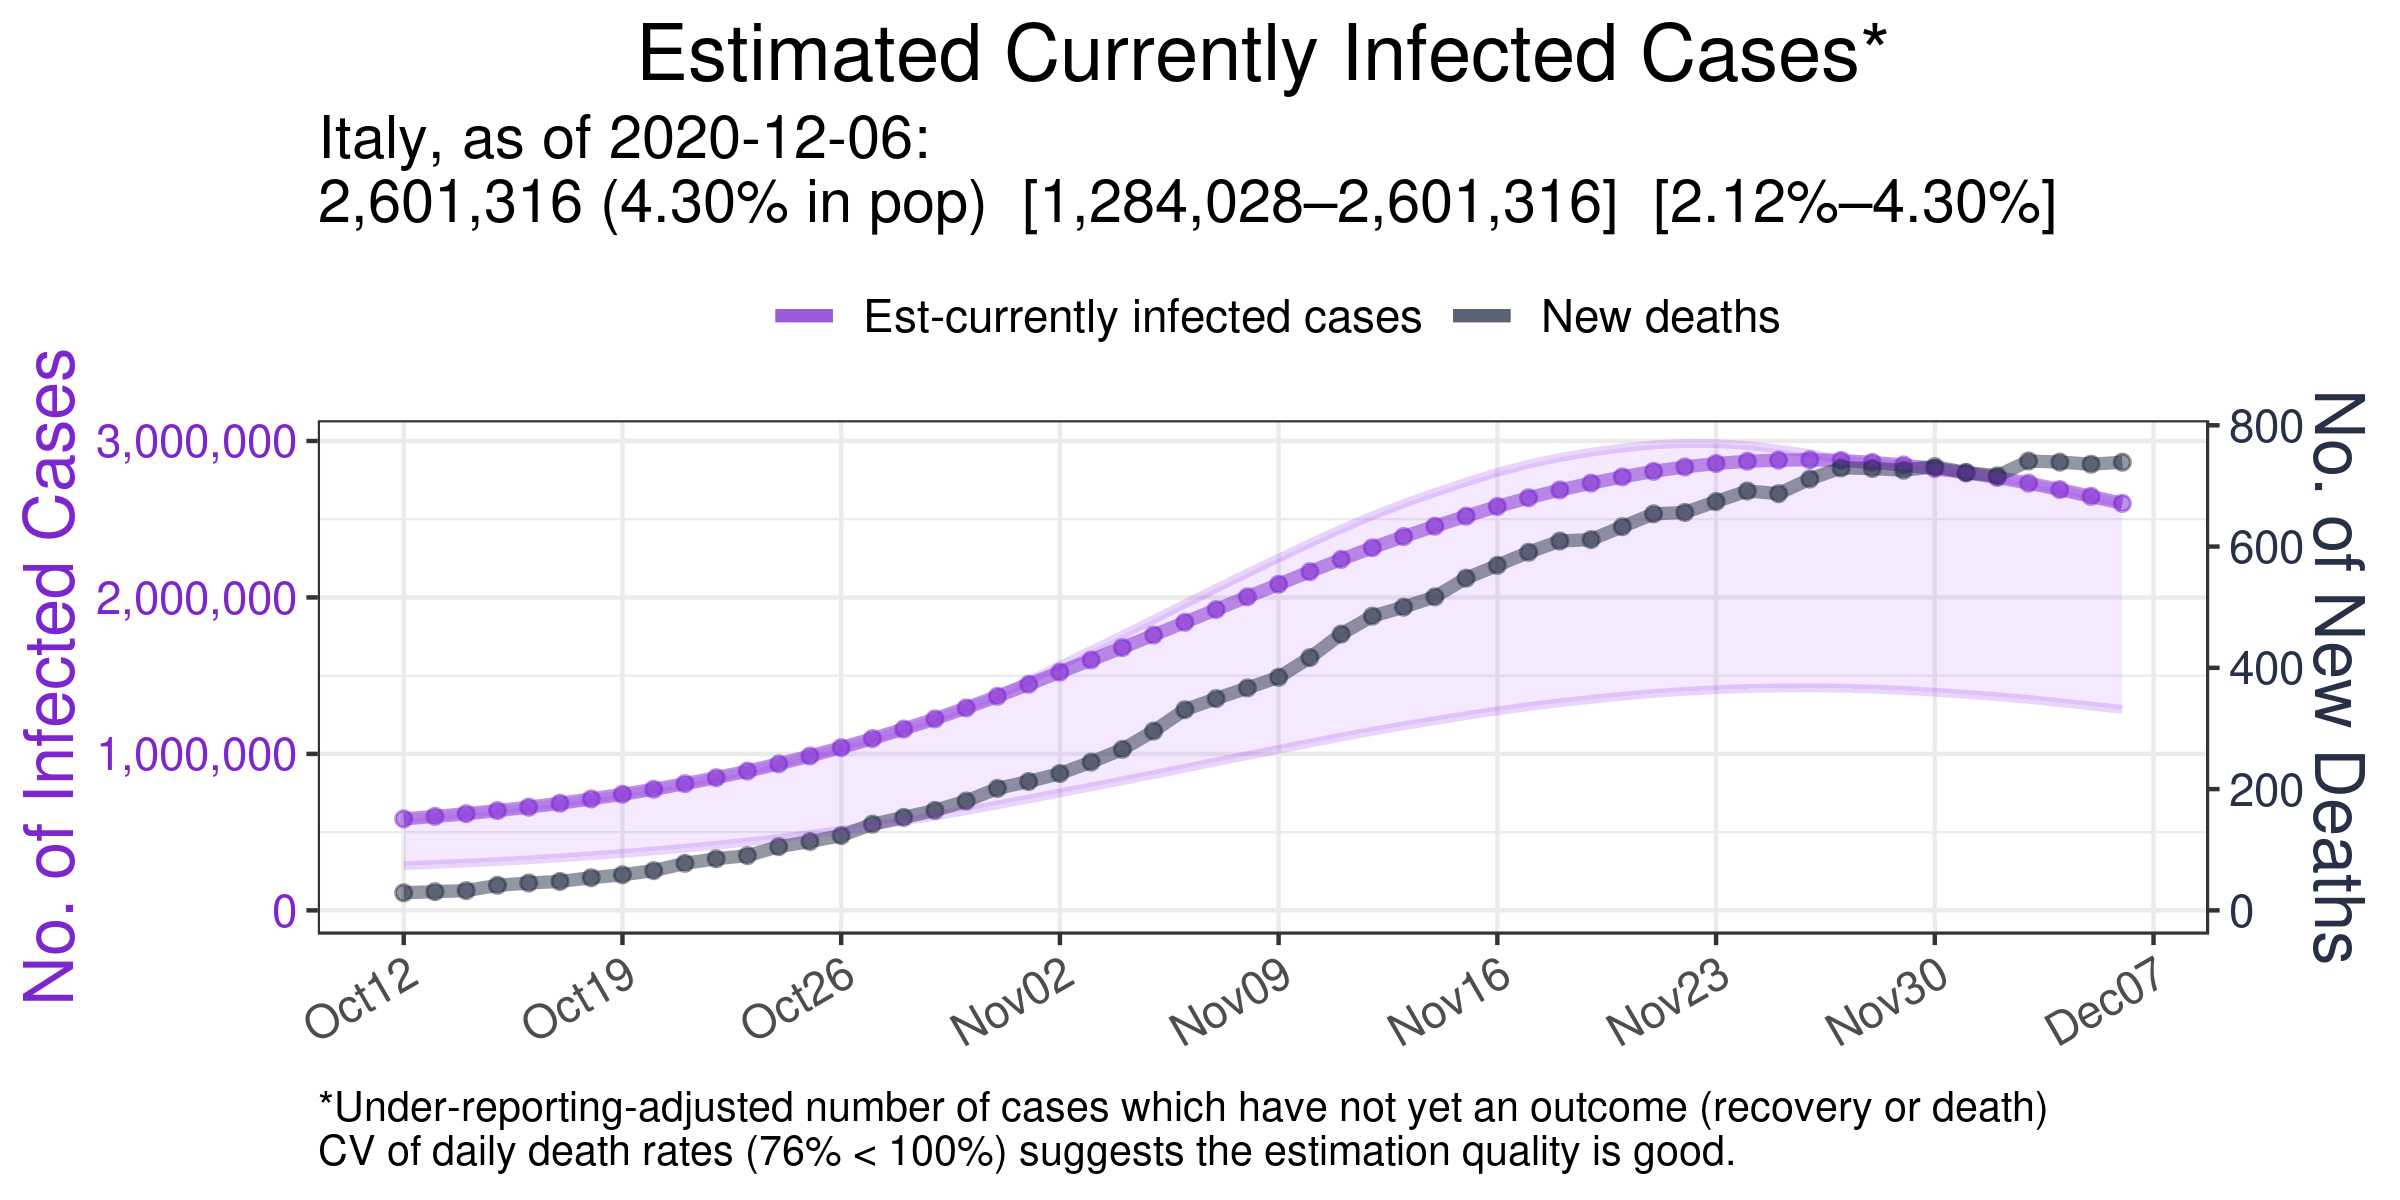 Estimated Currently Infected Cases*
Italy, as of 2020-12-06:
2,601,316 (4.30% in pop)  [1,284,028–2,601,316]  [2.12%–4.30%]
Est-currently infected cases
New deaths
No. of Infected Cases
3,000,000
2,000,000
1,000,000
0
800
600
400
200
0
No. of New Deaths
Oct12
Oct19
Oct26
Nov02
Nov09
Nov16
Nov23
Nov30
Dec07
*Under-reporting-adjusted number of cases which have not yet an outcome (recovery or death)
CV of daily death rates (76% < 100%) suggests the estimation quality is good.